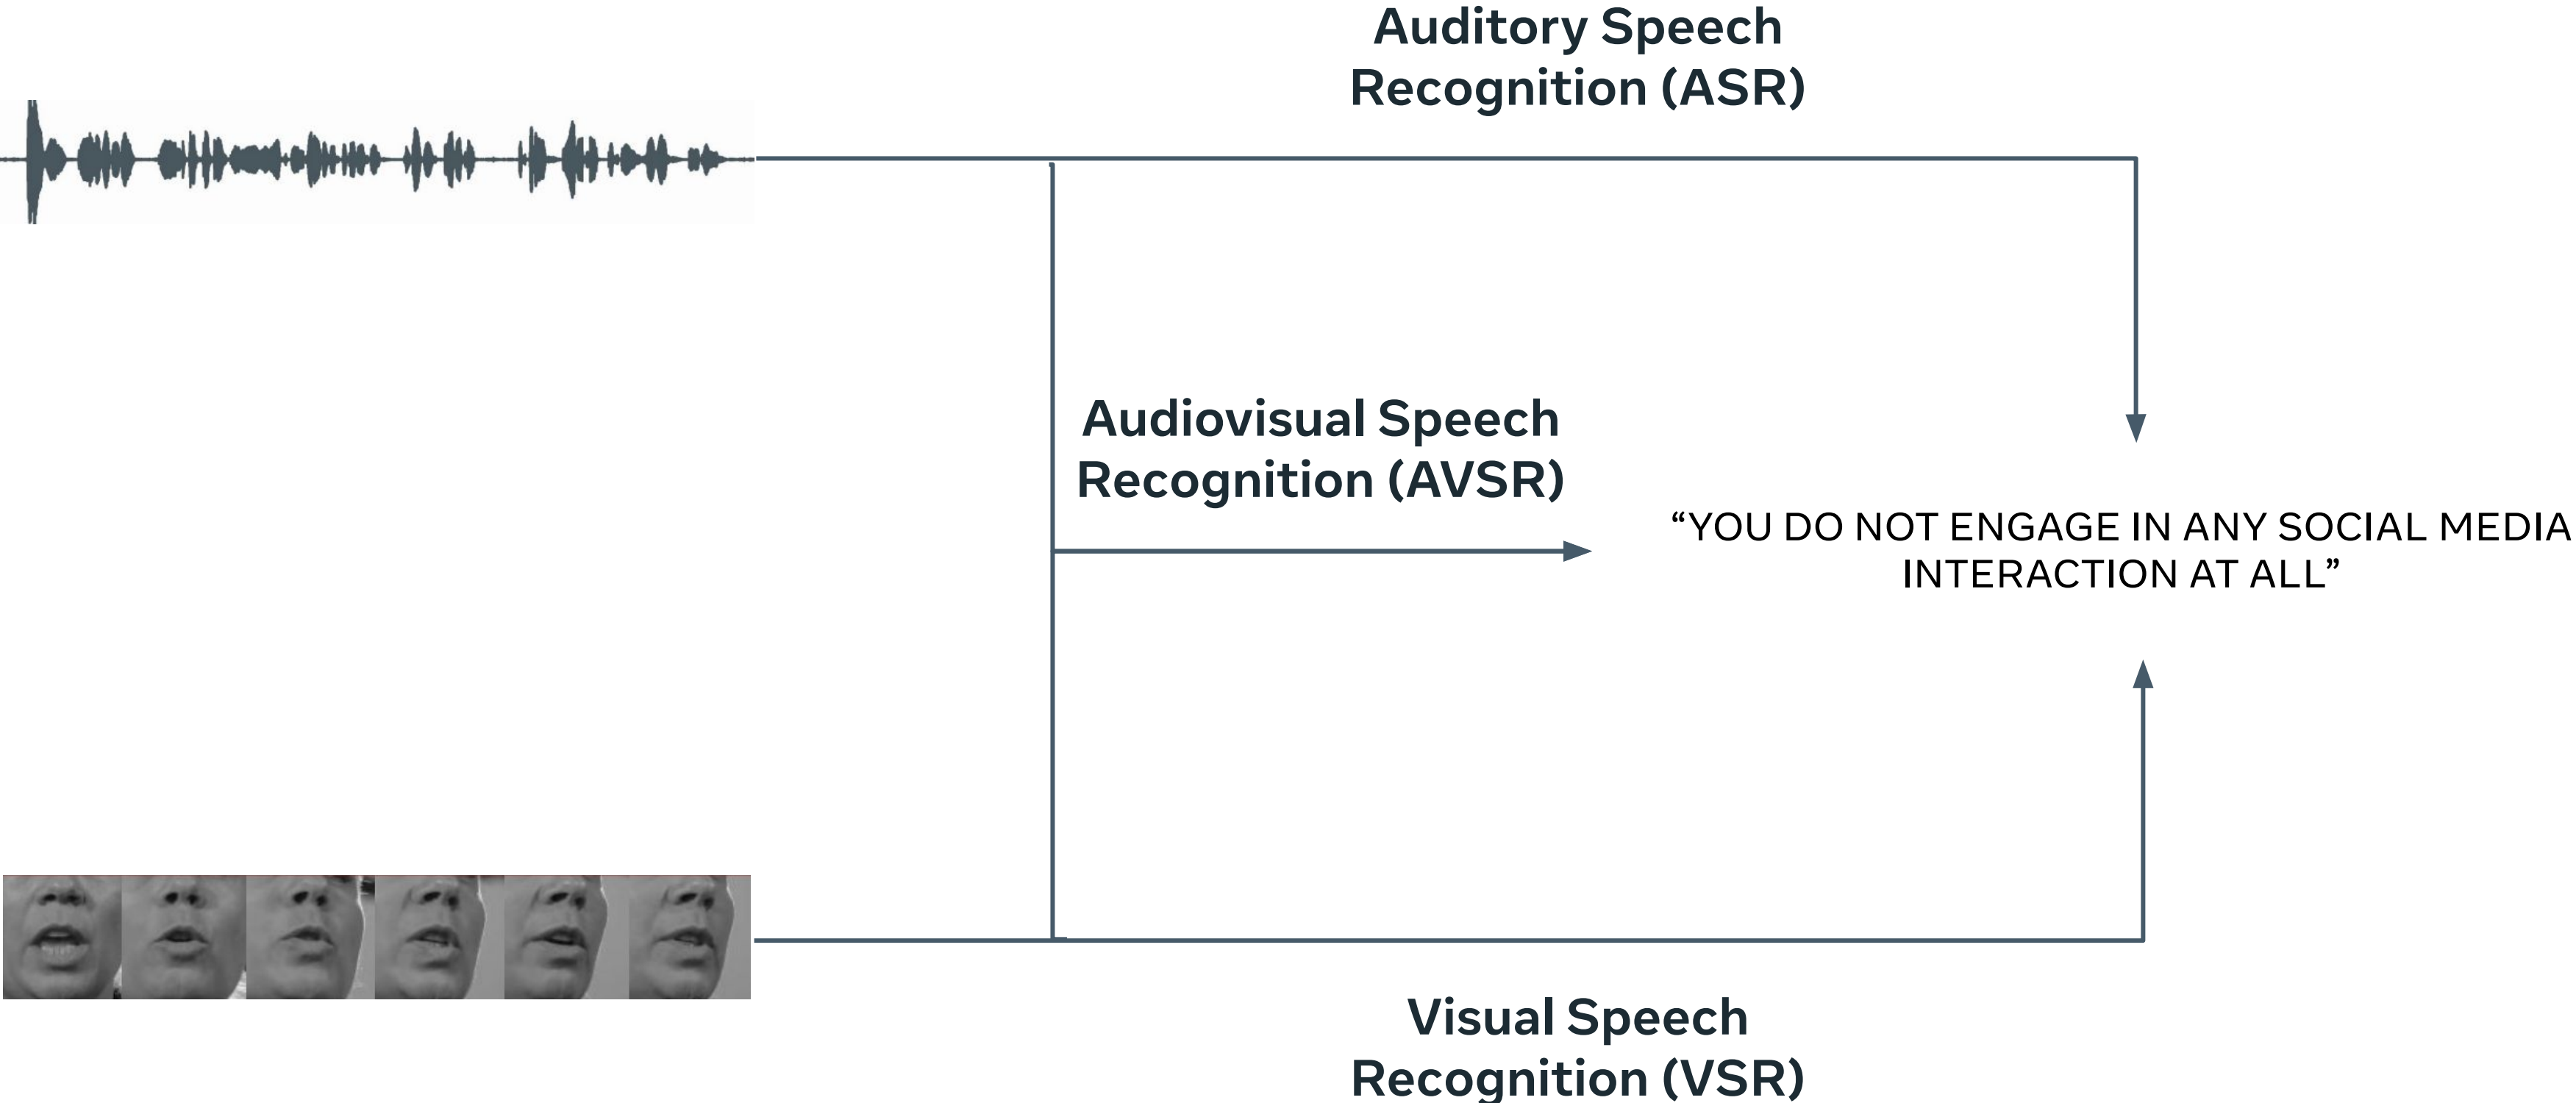 Auditory Speech
Recognition (ASR)
Audiovisual Speech
Recognition (AVSR)
“YOU DO NOT ENGAGE IN ANY SOCIAL MEDIA
INTERACTION AT ALL”
Visual Speech
Recognition (VSR)